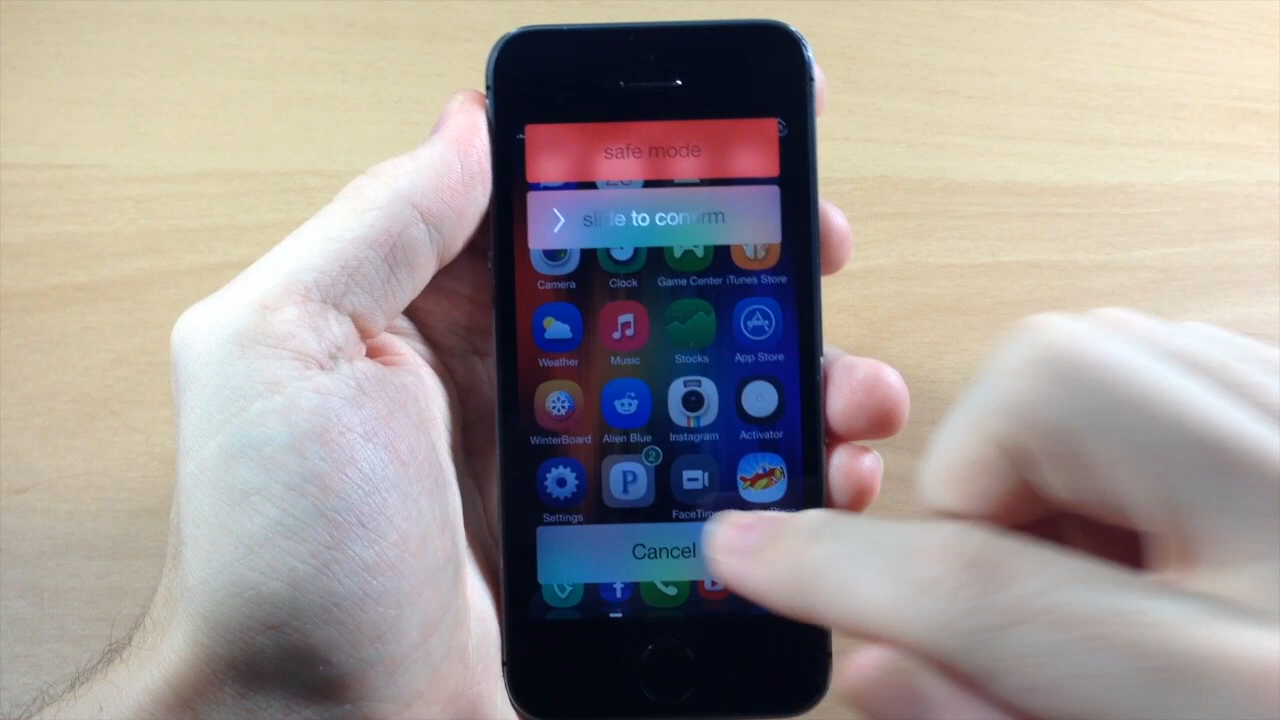 safe mode
slide to confirm
Camera Clock Game Center iTunes Store
Weather Music Stocks App Store
WinterBoard Alien Blue Instagram Activator
2
P
Settings FaceTime
Cancel